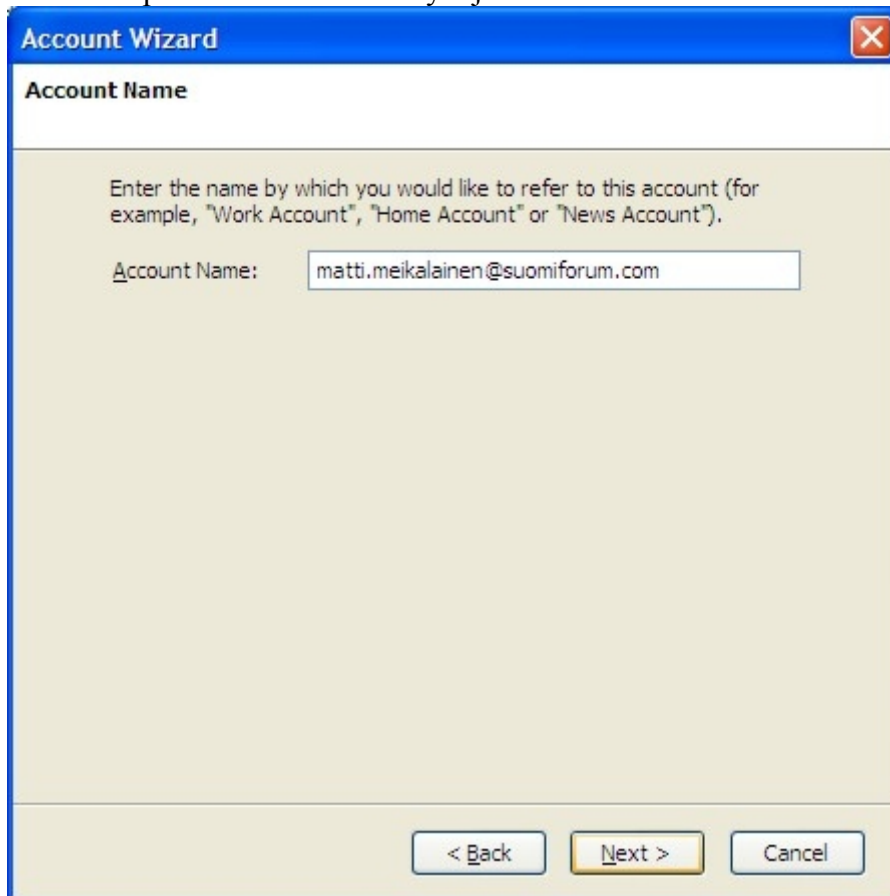 Account Wizard
Account Name
Enter the name by which you would like to refer to this account (for
example, "Work Account", "Home Account" or "News Account").
Account Name: matti.meikalainen@suomiforum.com
< Back Next > Cancel